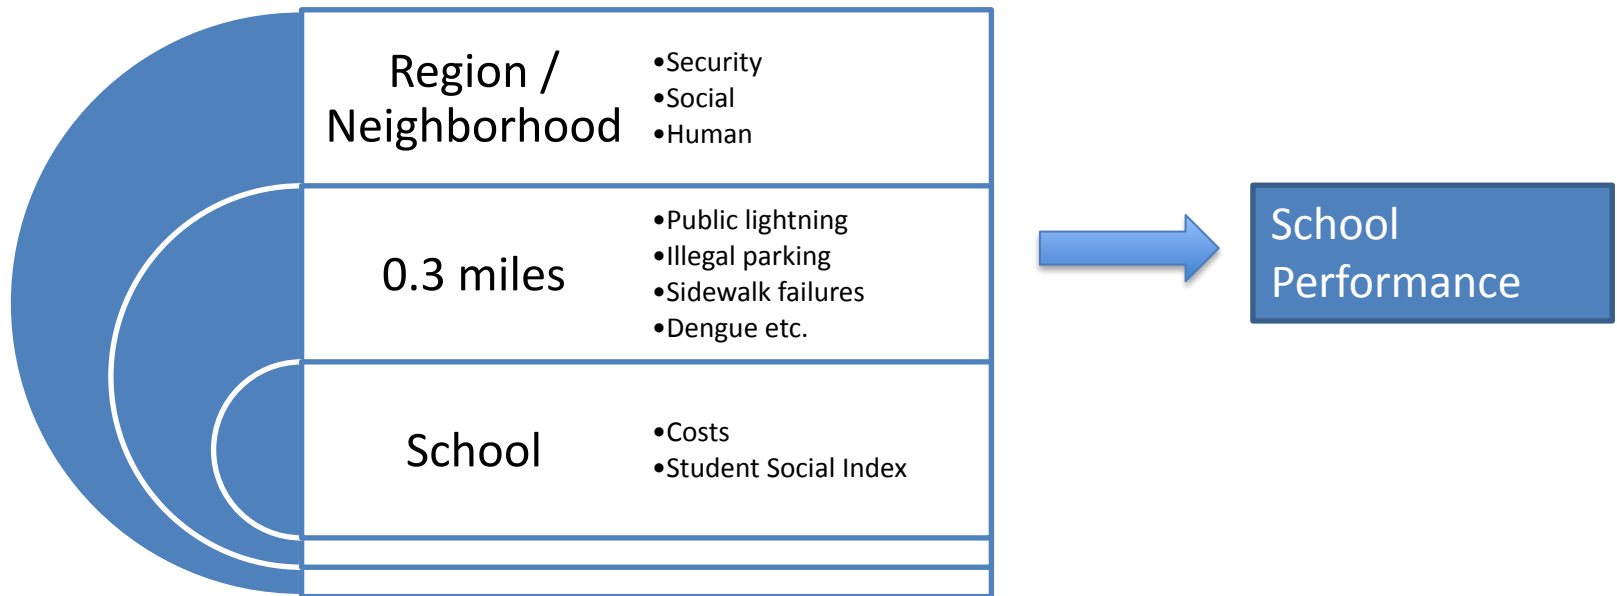 Region /
Neighborhood
•Security
•Social
•Human
0.3 miles
•Public lightning
•Illegal parking
•Sidewalk failures
•Dengue etc.
School
•Costs
•Student Social Index
School
Performance